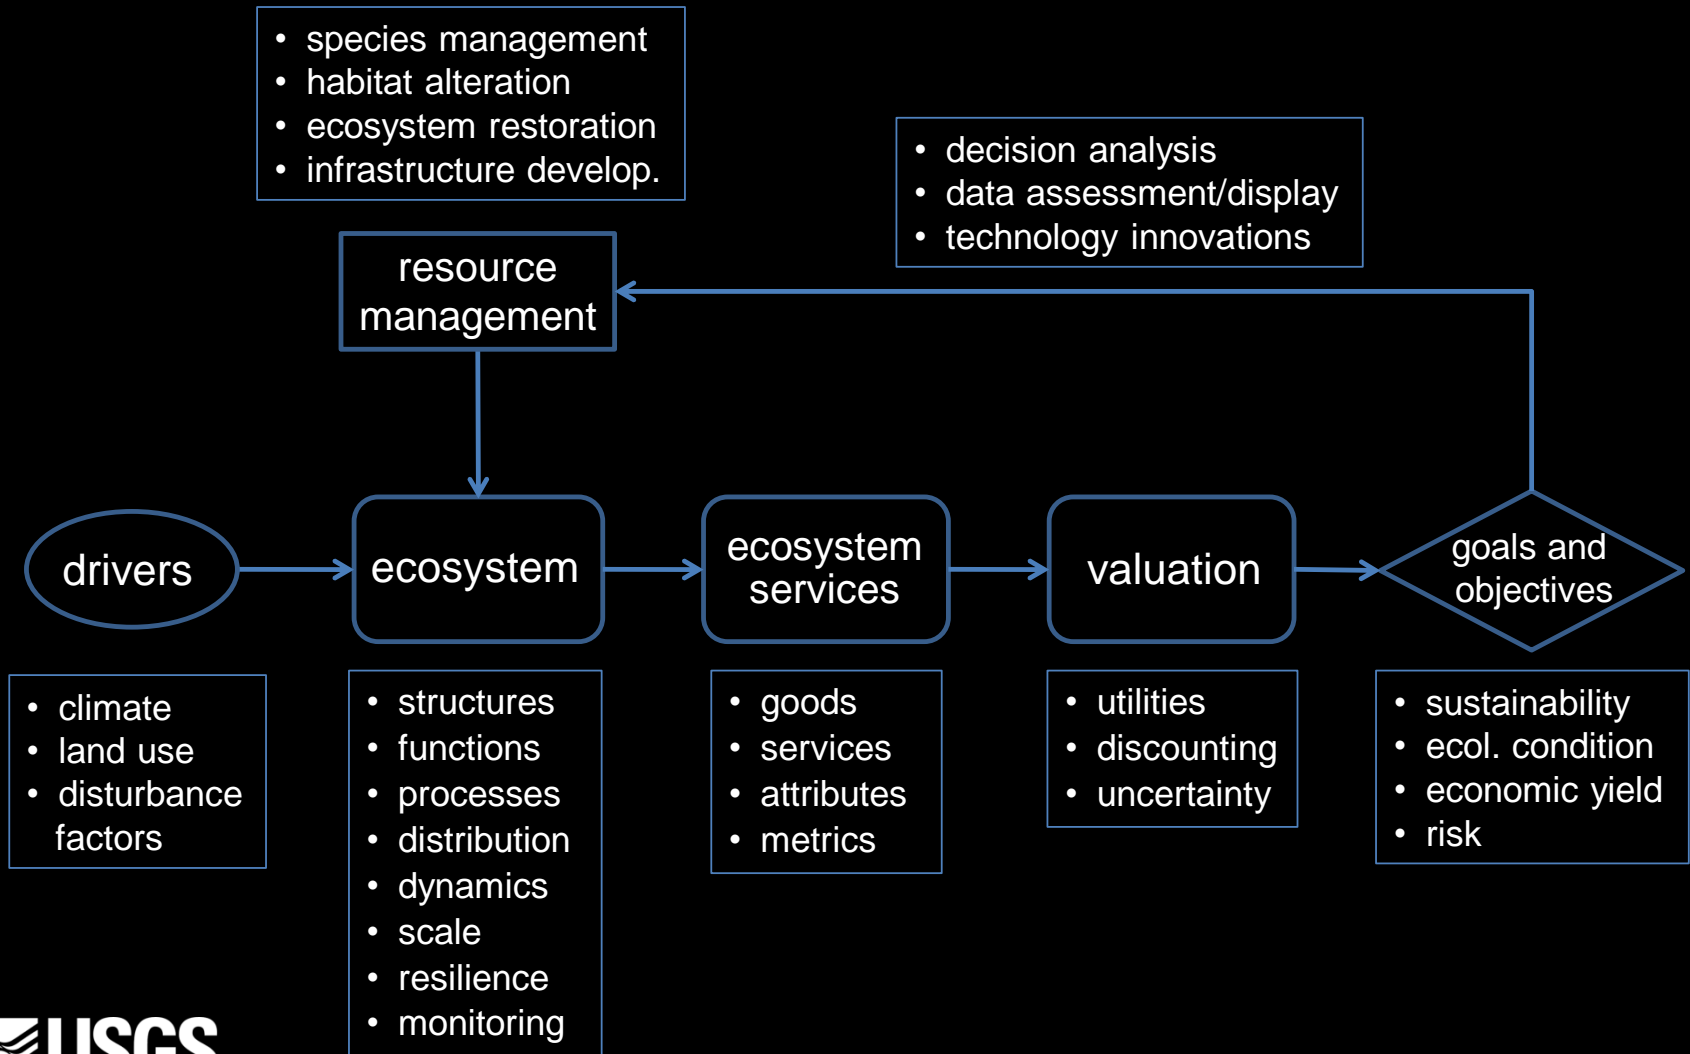 • species management
• habitat alteration
• ecosystem restoration
• infrastructure develop.
• decision analysis
• data assessment/display
• technology innovations
resource
management
drivers
ecosystem
ecosystem
services
valuation
goals and
objectives
• climate
• land use
• disturbance
factors
• structures
• functions
• processes
• distribution
• dynamics
• scale
• resilience
• monitoring
• goods
• services
• attributes
• metrics
• utilities
• discounting
• uncertainty
• sustainability
• ecol. condition
• economic yield
• risk
USGS